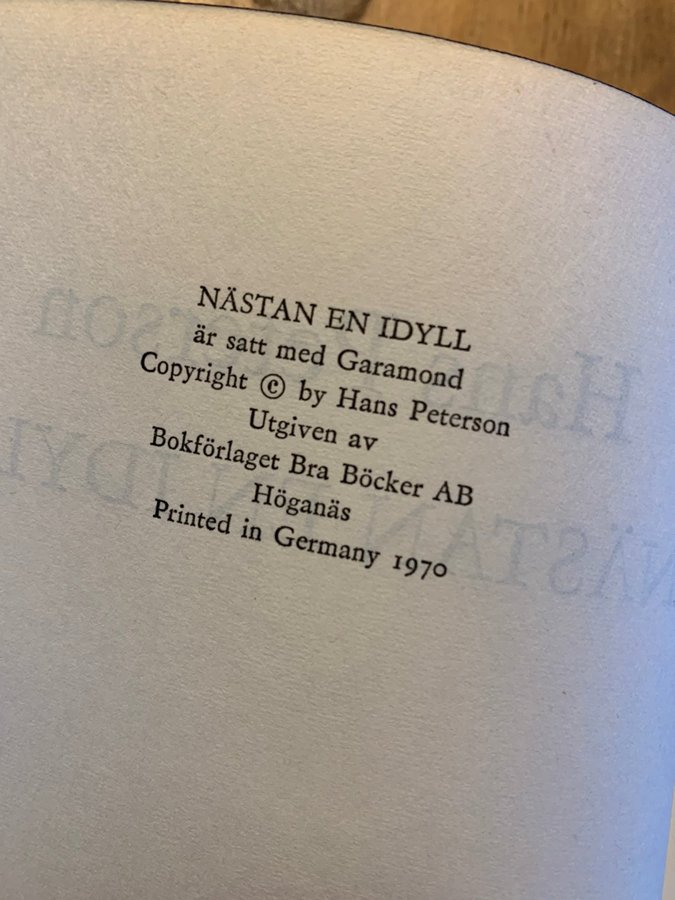 NÄSTAN EN IDYLL
är satt med Garamond
Copyright © by Hans Peterson
Utgiven av
Bokförlaget Bra Böcker AB
Höganäs
Printed in Germany 1970